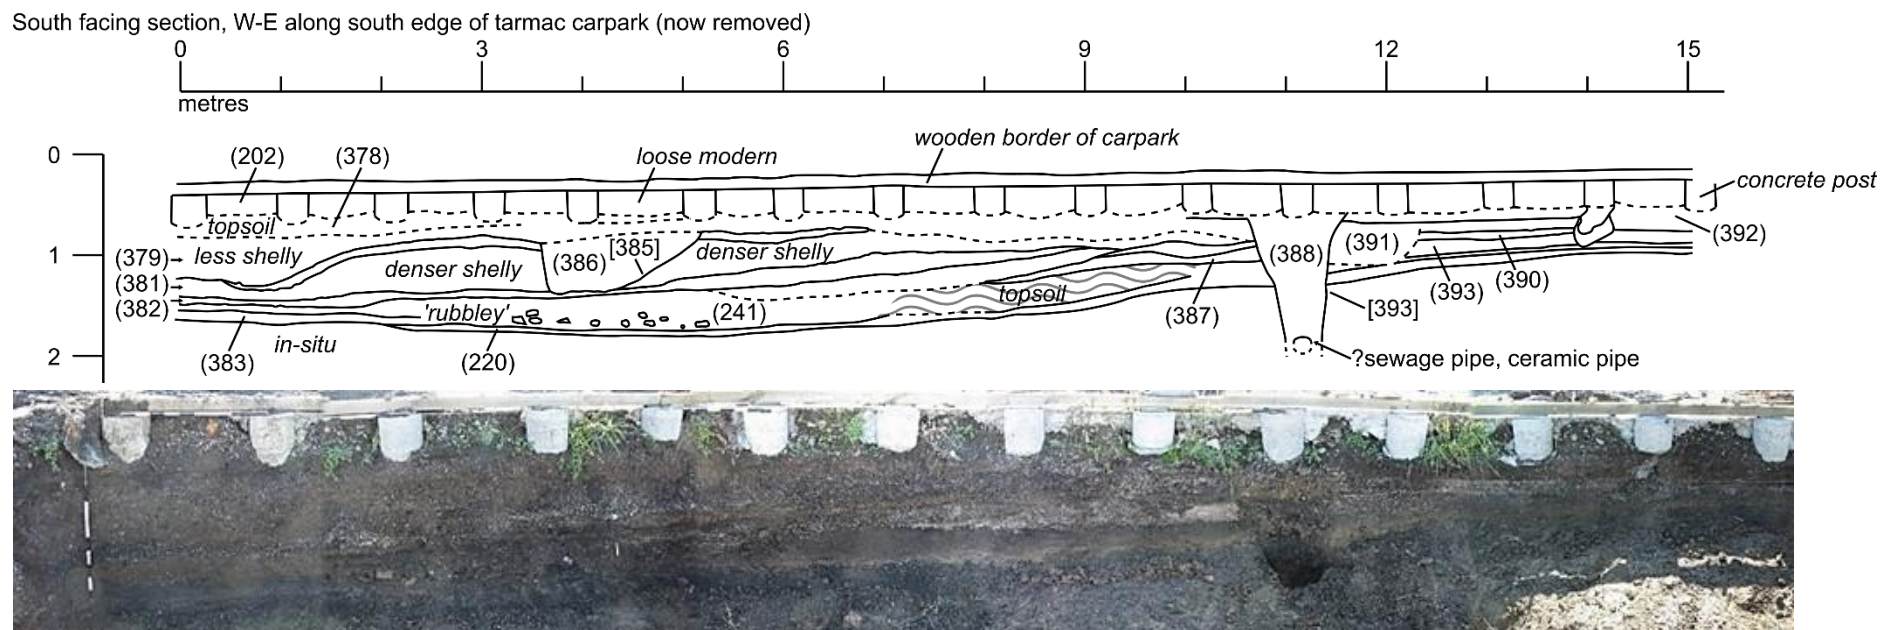 South facing section, W-E along south edge of tarmac carpark (now removed)
0 3 6 9 12 15
metres
wooden border of carpark
0 (202) (378) loose modern
concrete post
topsoil
(392)
(379) less shelly (386) [385] denser shelly (388) (391)
1
denser shelly
(381)
(393) (390)
topsoil
(382) 'rubbley' (241) (387) [393]
in-situ
2 (383) (220) ?sewage pipe, ceramic pipe